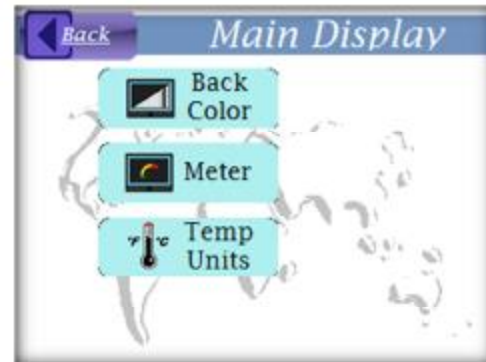 Back
Main Display
Back
Color
Meter
°F °C
Temp
Units